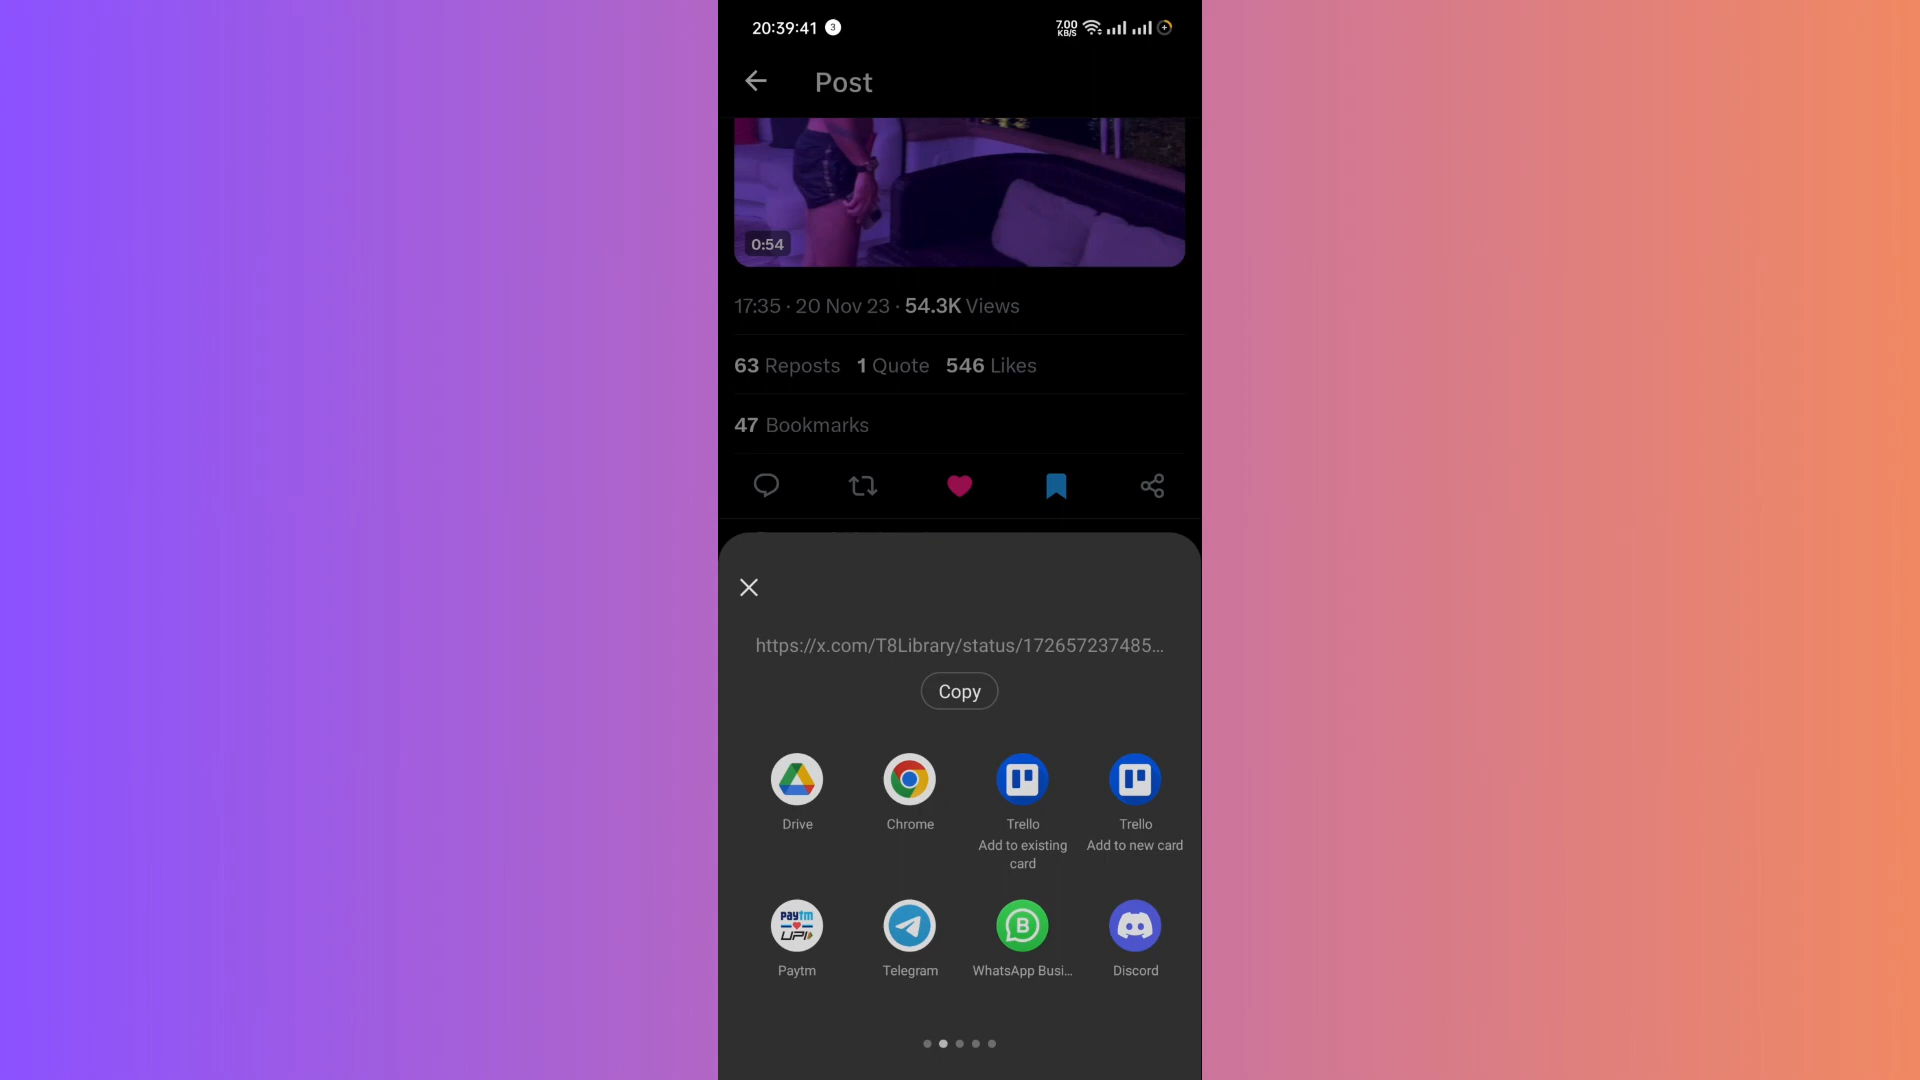 20:39:41 3
7.00
KB/S
Post
0:54
17:35 · 20 Nov 23 · 54.3K Views
63 Reposts 1 Quote 546 Likes
47 Bookmarks
https://x.com/T8Library/status/172657237485...
Copy
Drive Chrome Trello Trello
Add to existing Add to new card
card
paytm
UPI
B
Paytm Telegram WhatsApp Busi... Discord